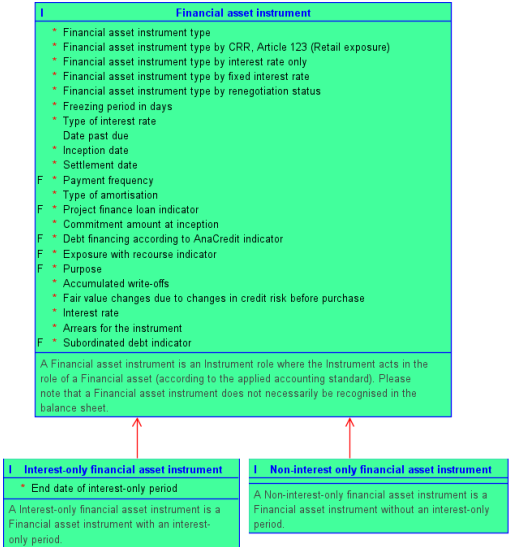 I Financial asset instrument
* Financial asset instrument type
* Financial asset instrument type by CRR, Article 123 (Retail exposure)
* Financial asset instrument type by interest rate only
* Financial asset instrument type by fixed interest rate
* Financial asset instrument type by renegotiation status
* Freezing period in days
* Type of interest rate
Date past due
* Inception date
* Settlement date
F * Payment frequency
* Type of amortisation
F * Project finance loan indicator
* Commitment amount at inception
F * Debt financing according to AnaCredit indicator
F * Exposure with recourse indicator
F * Purpose
* Accumulated write-offs
* Fair value changes due to changes in credit risk before purchase
* Interest rate
* Arrears for the instrument
F * Subordinated debt indicator
A Financial asset instrument is an Instrument role where the Instrument acts in the
role of a Financial asset (according to the applied accounting standard). Please
note that a Financial asset instrument does not necessarily be recognised in the
balance sheet.
I Interest-only financial asset instrument
* End date of interest-only period
A Interest-only financial asset instrument is a
Financial asset instrument with an interest-
only period.
I Non-interest only financial asset instrument
A Non-interest-only financial asset instrument is a
Financial asset instrument without an interest-only
period.